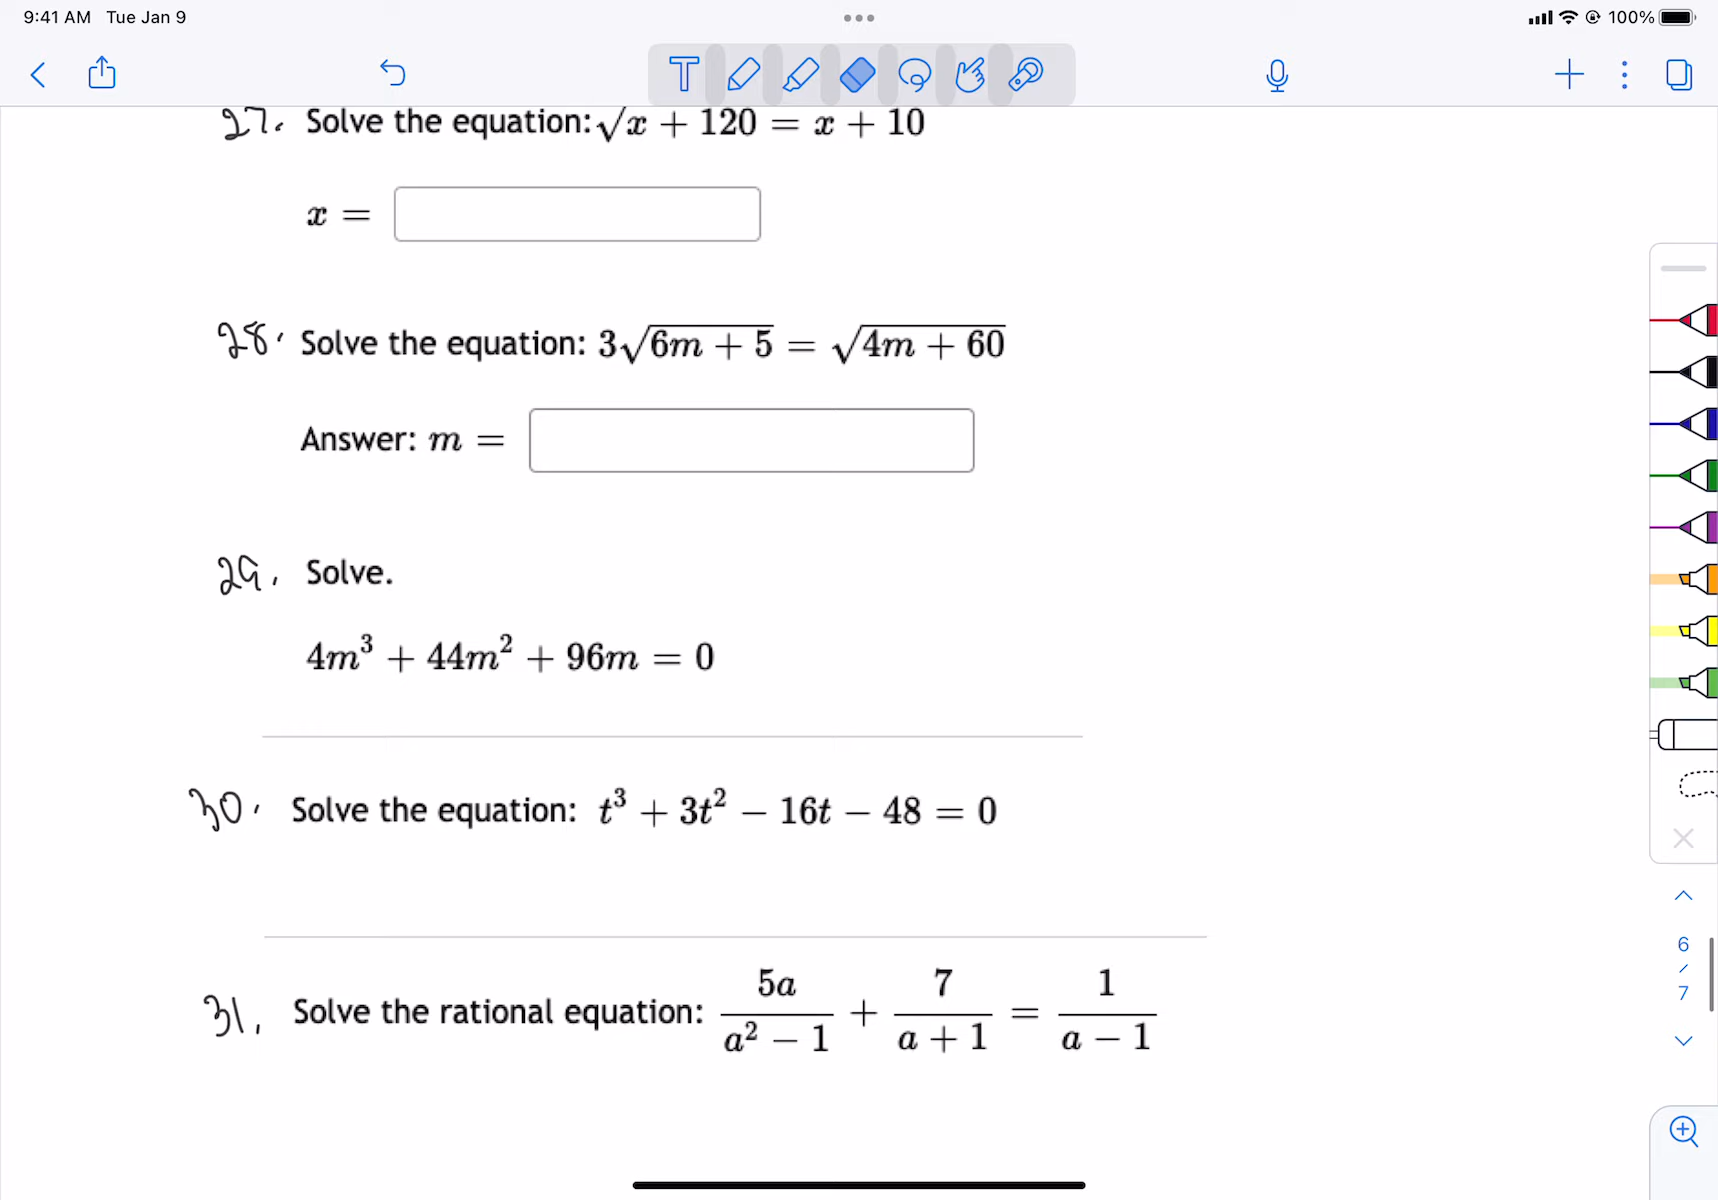 9:41 AM Tue Jan 9
100%
27. Solve the equation: √x + 120 = x + 10
x =
28. Solve the equation: 3√6m + 5 = √4m + 60
Answer: m =
29. Solve.
4m³ + 44m² + 96m = 0
30. Solve the equation: t³ + 3t² − 16t − 48 = 0
31. Solve the rational equation: 5a/(a² − 1) + 7/(a + 1) = 1/(a − 1)
6
/
7